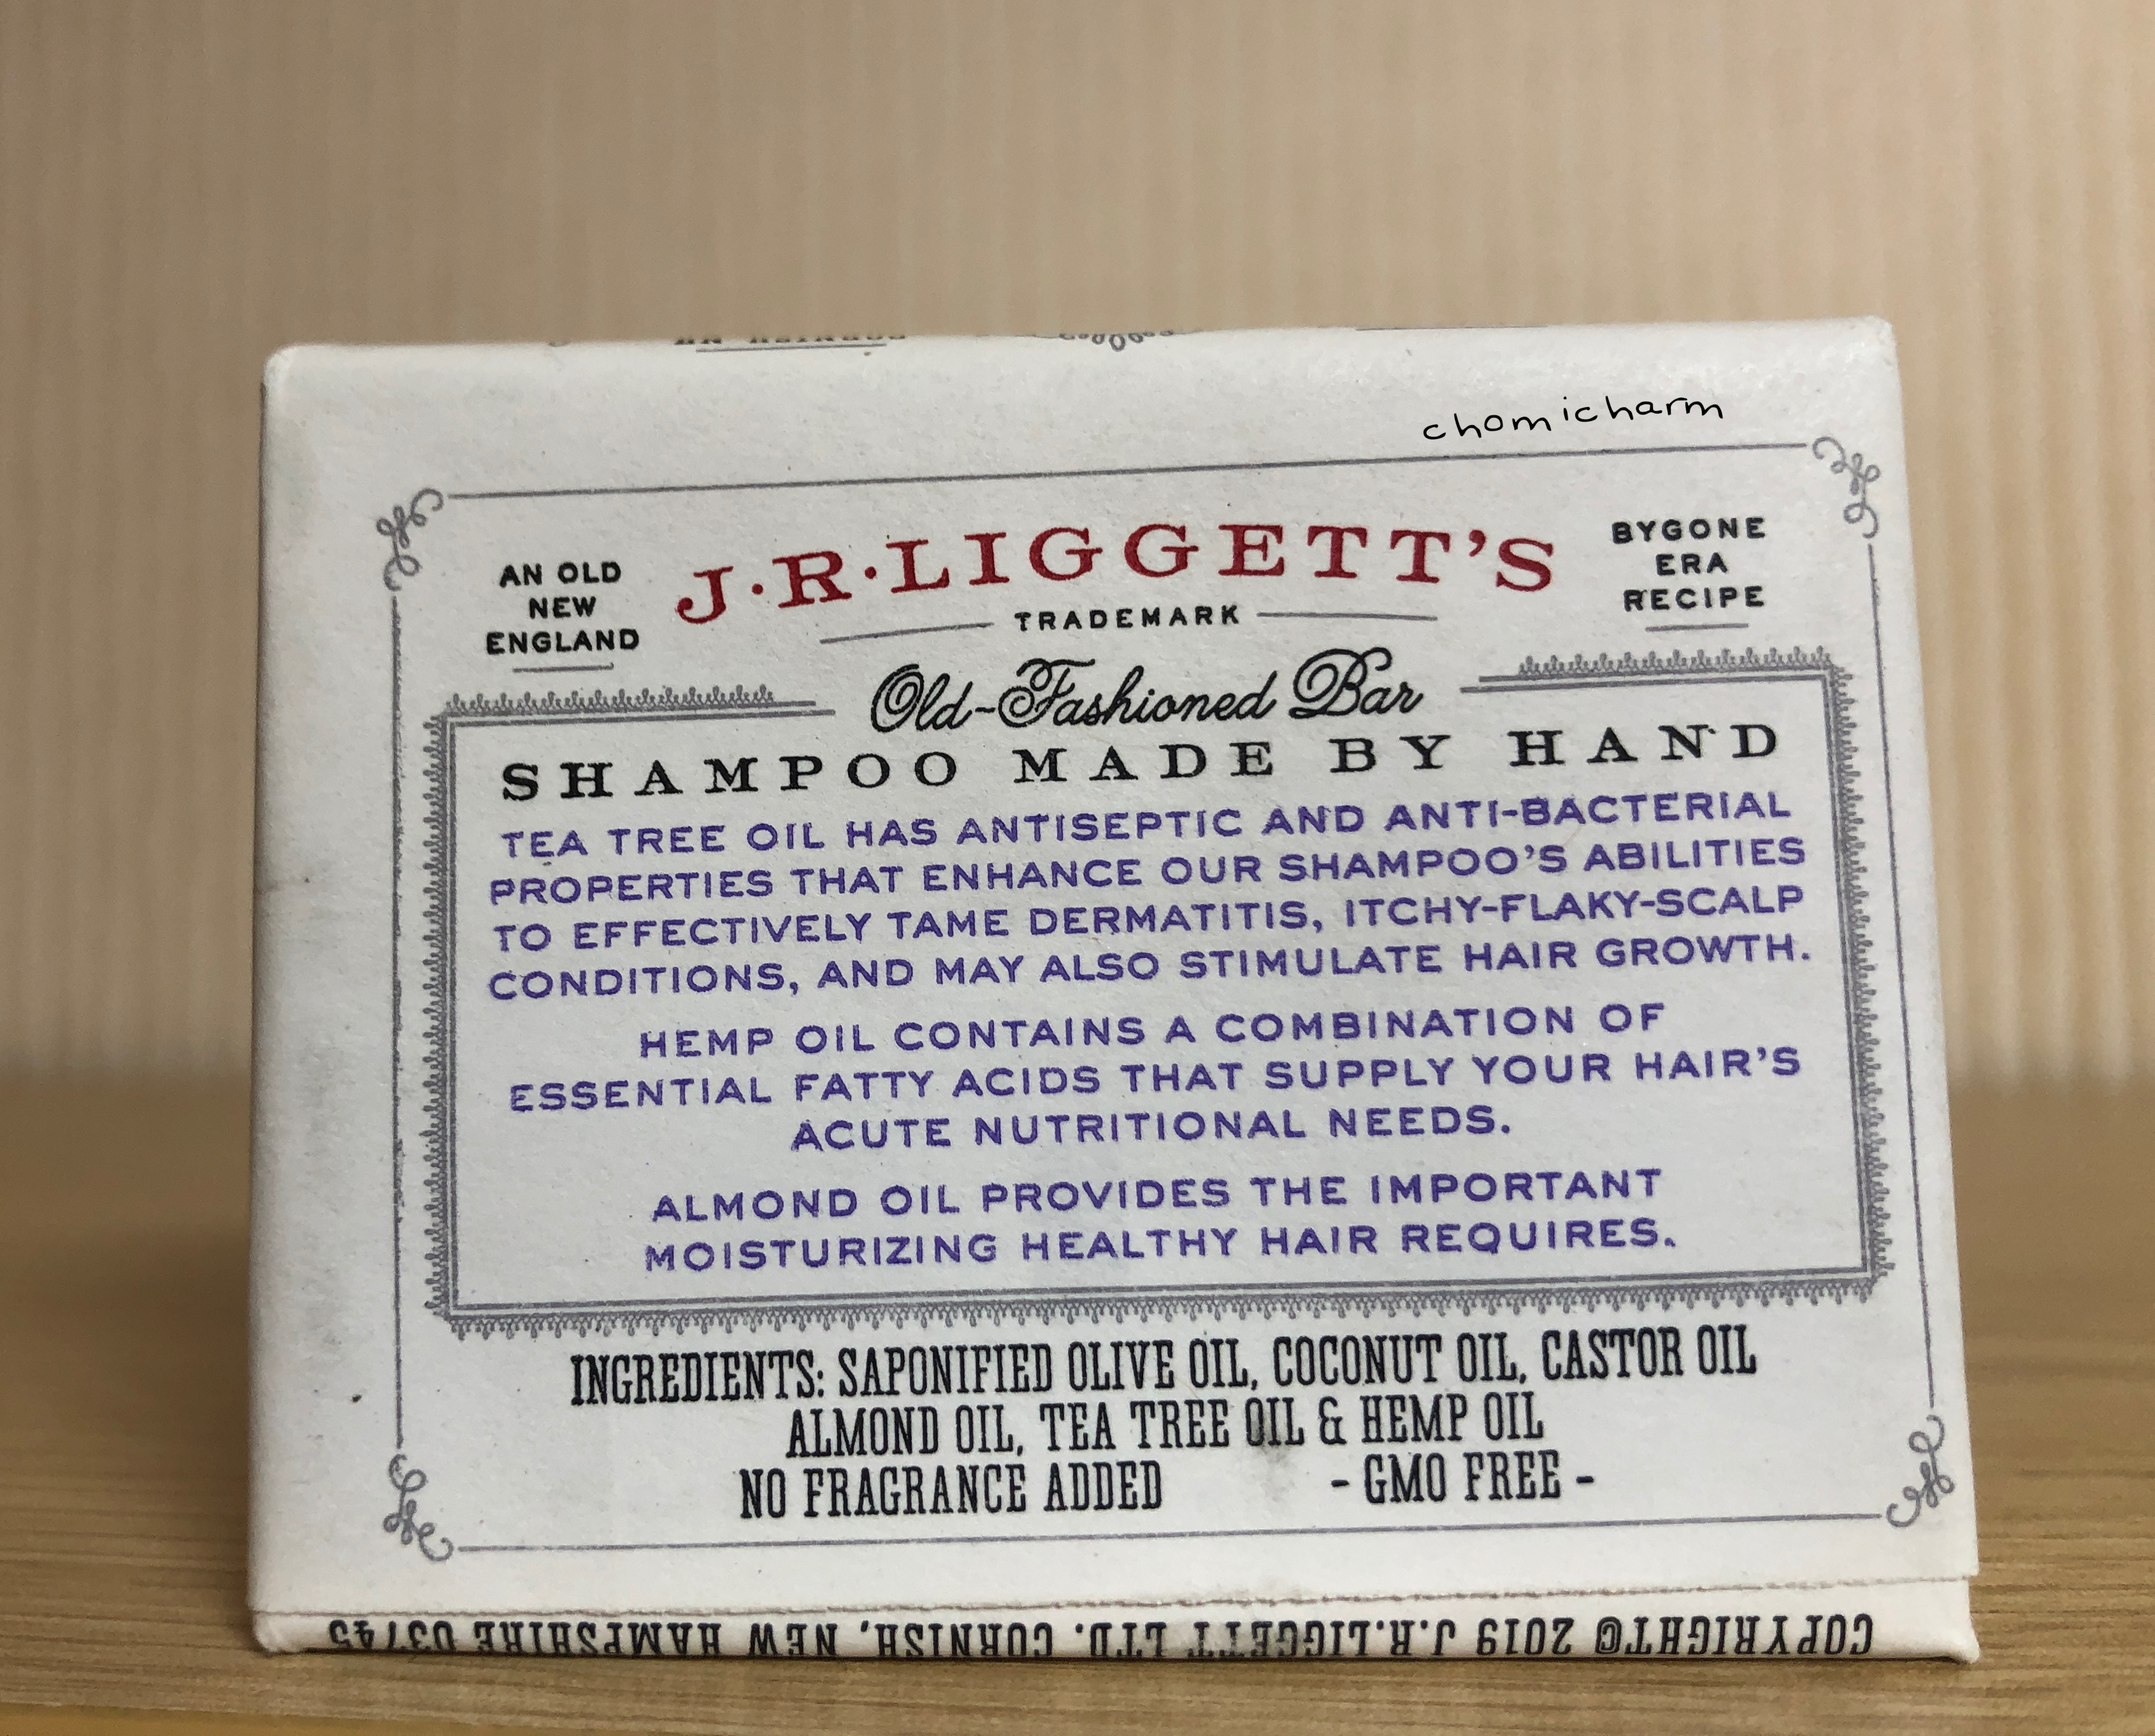 chomicharm
AN OLD
NEW
ENGLAND
J·R·LIGGETT'S
TRADEMARK
BYGONE
ERA
RECIPE
Old-Fashioned Bar
SHAMPOO MADE BY HAND
TEA TREE OIL HAS ANTISEPTIC AND ANTI-BACTERIAL
PROPERTIES THAT ENHANCE OUR SHAMPOO'S ABILITIES
TO EFFECTIVELY TAME DERMATITIS, ITCHY-FLAKY-SCALP
CONDITIONS, AND MAY ALSO STIMULATE HAIR GROWTH.
HEMP OIL CONTAINS A COMBINATION OF
ESSENTIAL FATTY ACIDS THAT SUPPLY YOUR HAIR'S
ACUTE NUTRITIONAL NEEDS.
ALMOND OIL PROVIDES THE IMPORTANT
MOISTURIZING HEALTHY HAIR REQUIRES.
INGREDIENTS: SAPONIFIED OLIVE OIL, COCONUT OIL, CASTOR OIL
ALMOND OIL, TEA TREE OIL & HEMP OIL
NO FRAGRANCE ADDED - GMO FREE -
COPYRIGHT© 2019 J.R.LIGGETT LTD. CORNISH, NEW HAMPSHIRE 03745